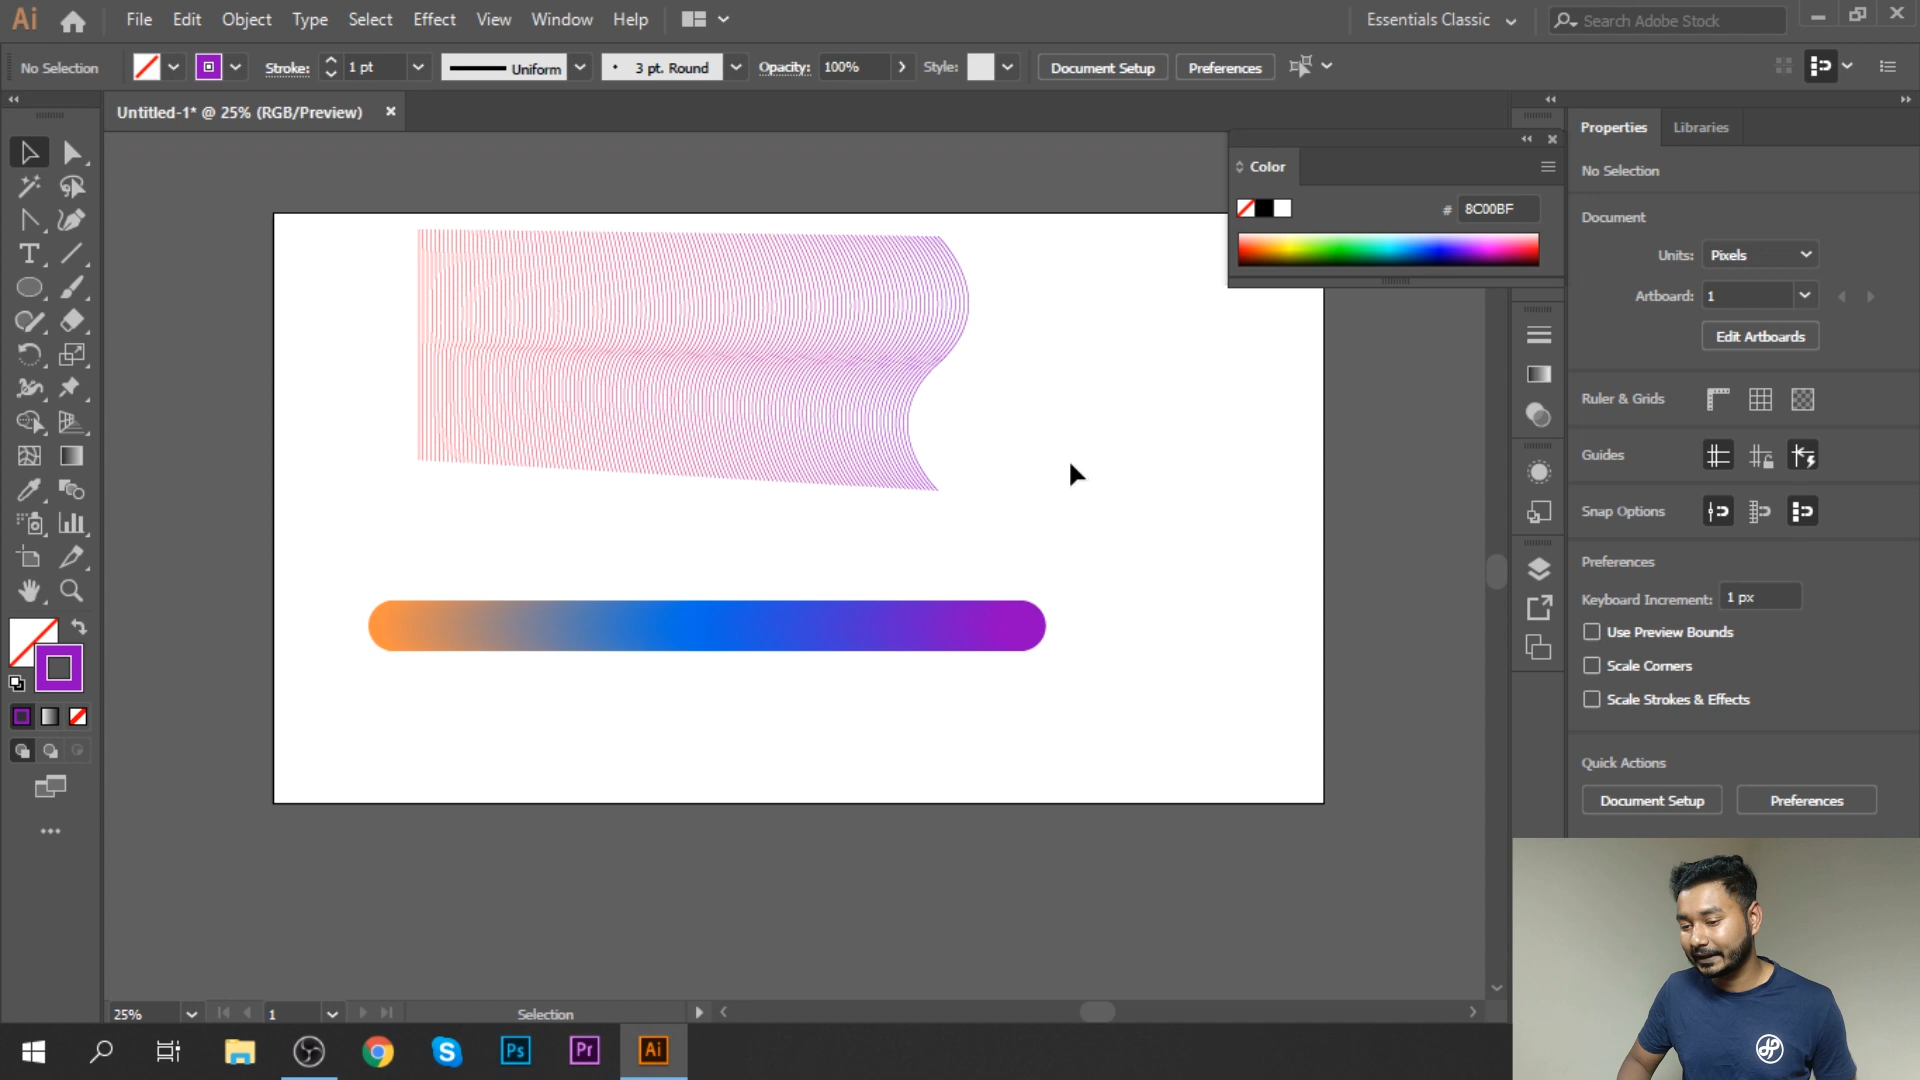 Ai File Edit Object Type Select Effect View Window Help Essentials Classic Search Adobe Stock
No Selection Stroke: 1 pt Uniform 3 pt. Round Opacity: 100% Style: Document Setup Preferences
Untitled-1* @ 25% (RGB/Preview)
Color
# 8C00BF
Properties Libraries
No Selection
Document
Units: Pixels
Artboard: 1
Edit Artboards
Ruler & Grids
Guides
Snap Options
Preferences
Keyboard Increment: 1 px
Use Preview Bounds
Scale Corners
Scale Strokes & Effects
Quick Actions
Document Setup Preferences
25% 1 Selection
Ps Pr Ai